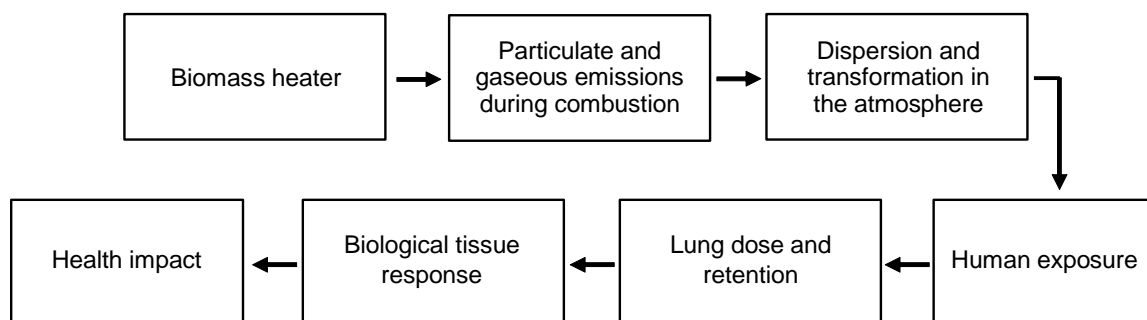 Biomass heater
Particulate and
gaseous emissions
during combustion
Dispersion and
transformation in
the atmosphere
Human exposure
Lung dose and
retention
Biological tissue
response
Health impact